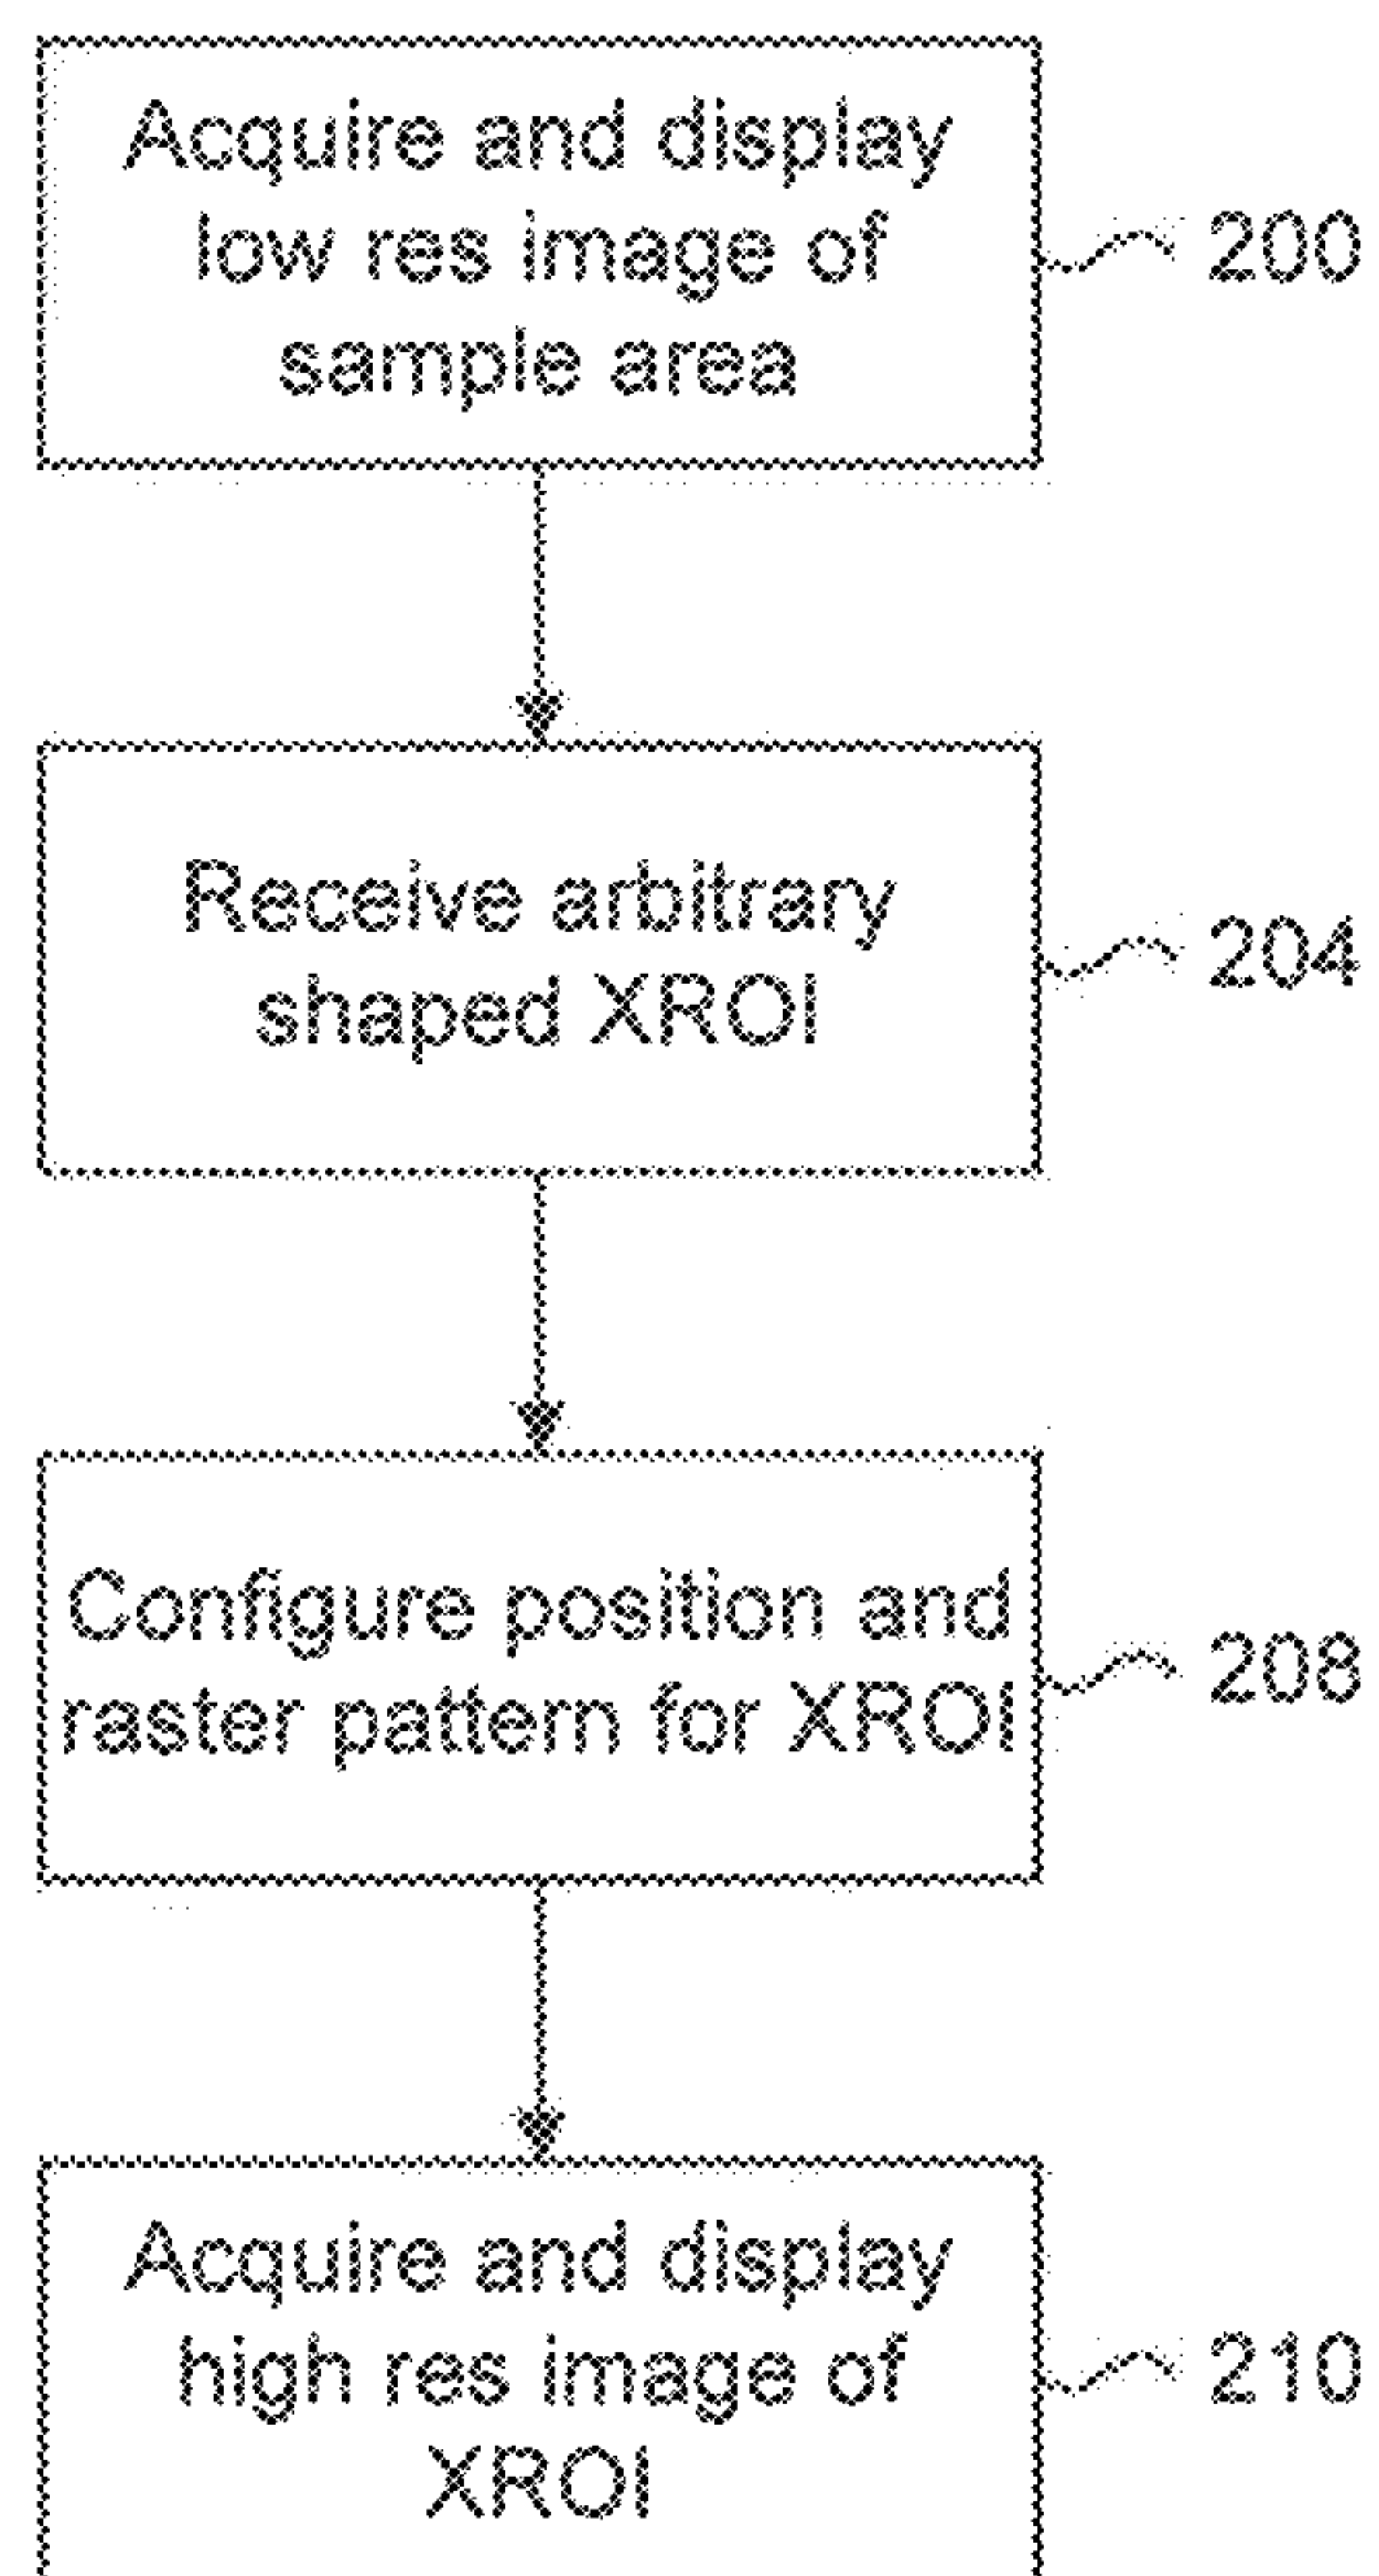 Acquire and display
low res image of
sample area
200
Receive arbitrary
shaped XROI
204
Configure position and
raster pattern for XROI
208
Acquire and display
high res image of
XROI
210